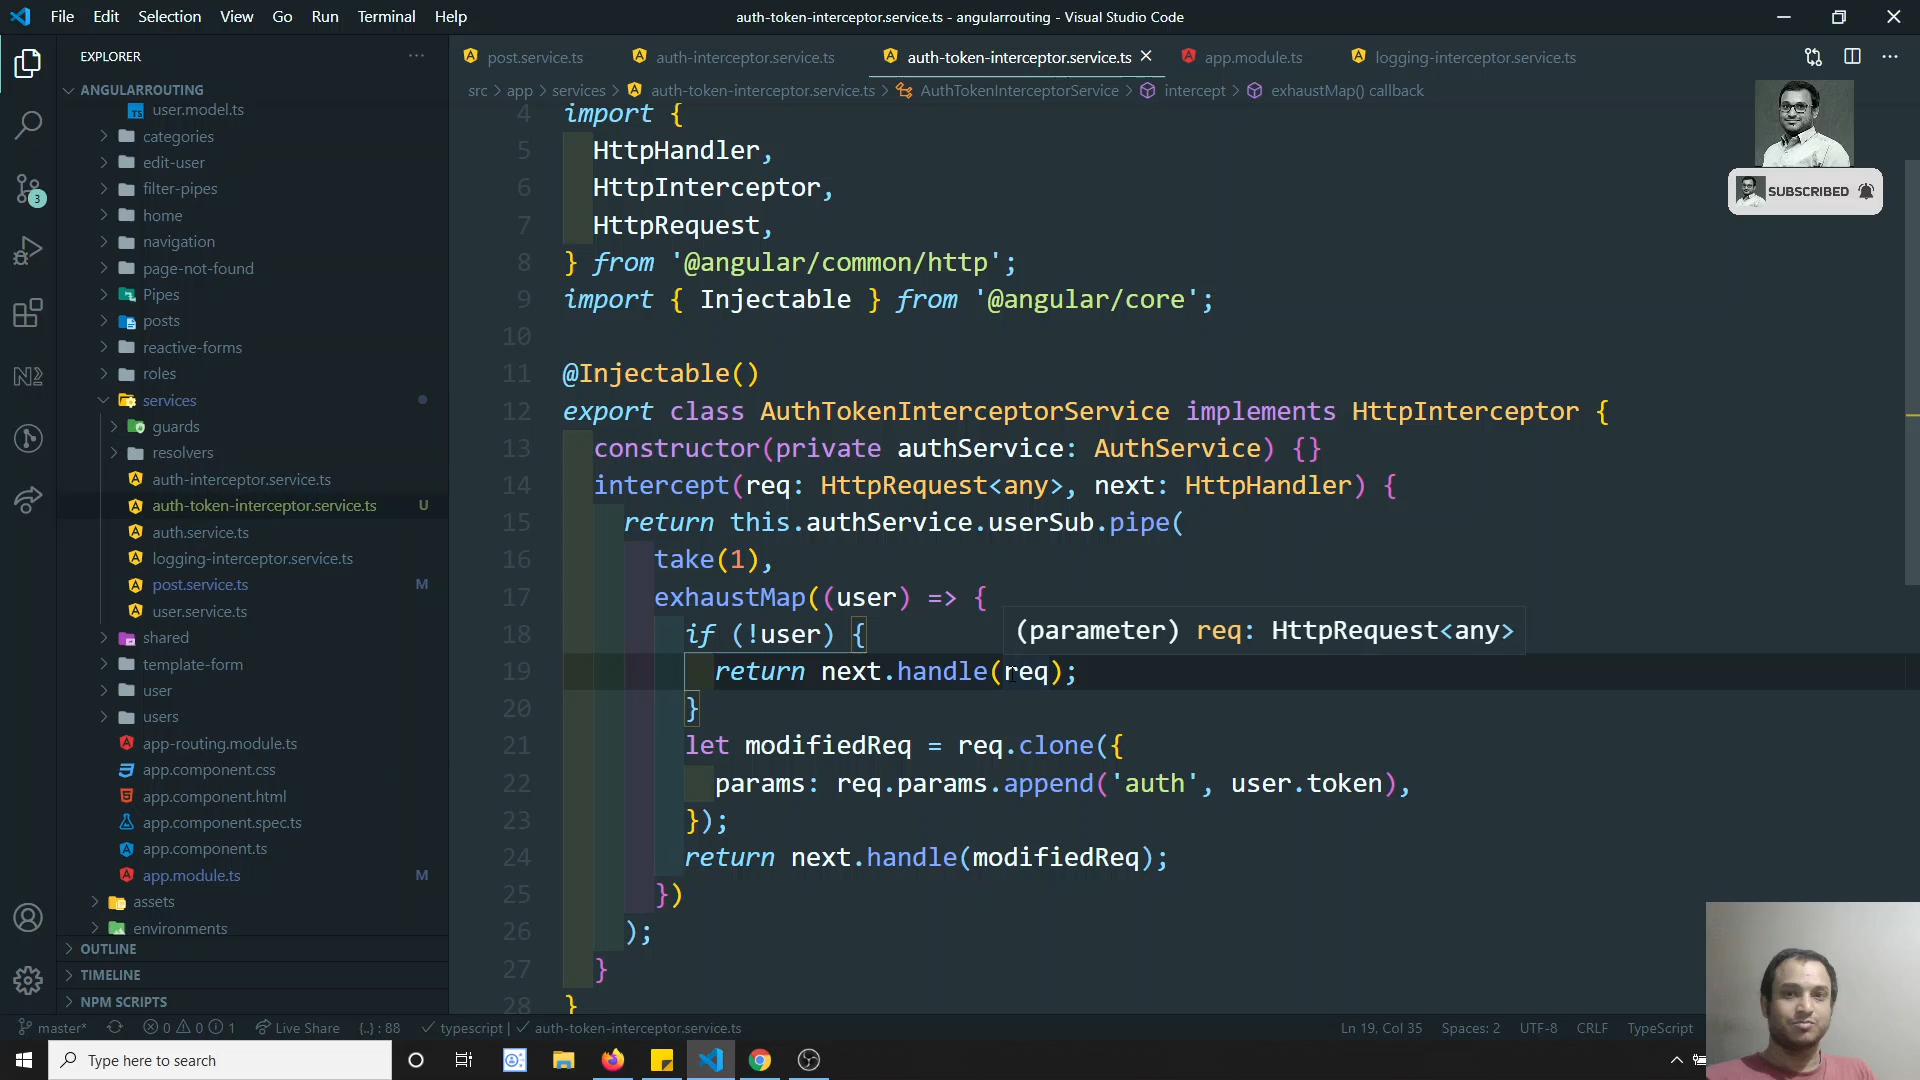 File Edit Selection View Go Run Terminal Help
auth-token-interceptor.service.ts - angularrouting - Visual Studio Code
EXPLORER
ANGULARROUTING
user.model.ts
categories
edit-user
filter-pipes
home
navigation
page-not-found
Pipes
posts
reactive-forms
roles
services
guards
resolvers
auth-interceptor.service.ts
auth-token-interceptor.service.ts U
auth.service.ts
logging-interceptor.service.ts
post.service.ts M
user.service.ts
shared
template-form
user
users
app-routing.module.ts
app.component.css
app.component.html
app.component.spec.ts
app.component.ts
app.module.ts M
assets
environments
OUTLINE
TIMELINE
NPM SCRIPTS
3
post.service.ts auth-interceptor.service.ts auth-token-interceptor.service.ts app.module.ts logging-interceptor.service.ts
src > app > services > auth-token-interceptor.service.ts > AuthTokenInterceptorService > intercept > exhaustMap() callback
4 import {
5 HttpHandler,
6 HttpInterceptor,
7 HttpRequest,
8 } from '@angular/common/http';
9 import { Injectable } from '@angular/core';
10
11 @Injectable()
12 export class AuthTokenInterceptorService implements HttpInterceptor {
13 constructor(private authService: AuthService) {}
14 intercept(req: HttpRequest<any>, next: HttpHandler) {
15 return this.authService.userSub.pipe(
16 take(1),
17 exhaustMap((user) => {
18 if (!user) {
(parameter) req: HttpRequest<any>
19 return next.handle(req);
20 }
21 let modifiedReq = req.clone({
22 params: req.params.append('auth', user.token),
23 });
24 return next.handle(modifiedReq);
25 })
26 );
27 }
28 }
SUBSCRIBED
master* 0 0 1 Live Share {..} : 88 typescript | auth-token-interceptor.service.ts Ln 19, Col 35 Spaces: 2 UTF-8 CRLF TypeScript
Type here to search